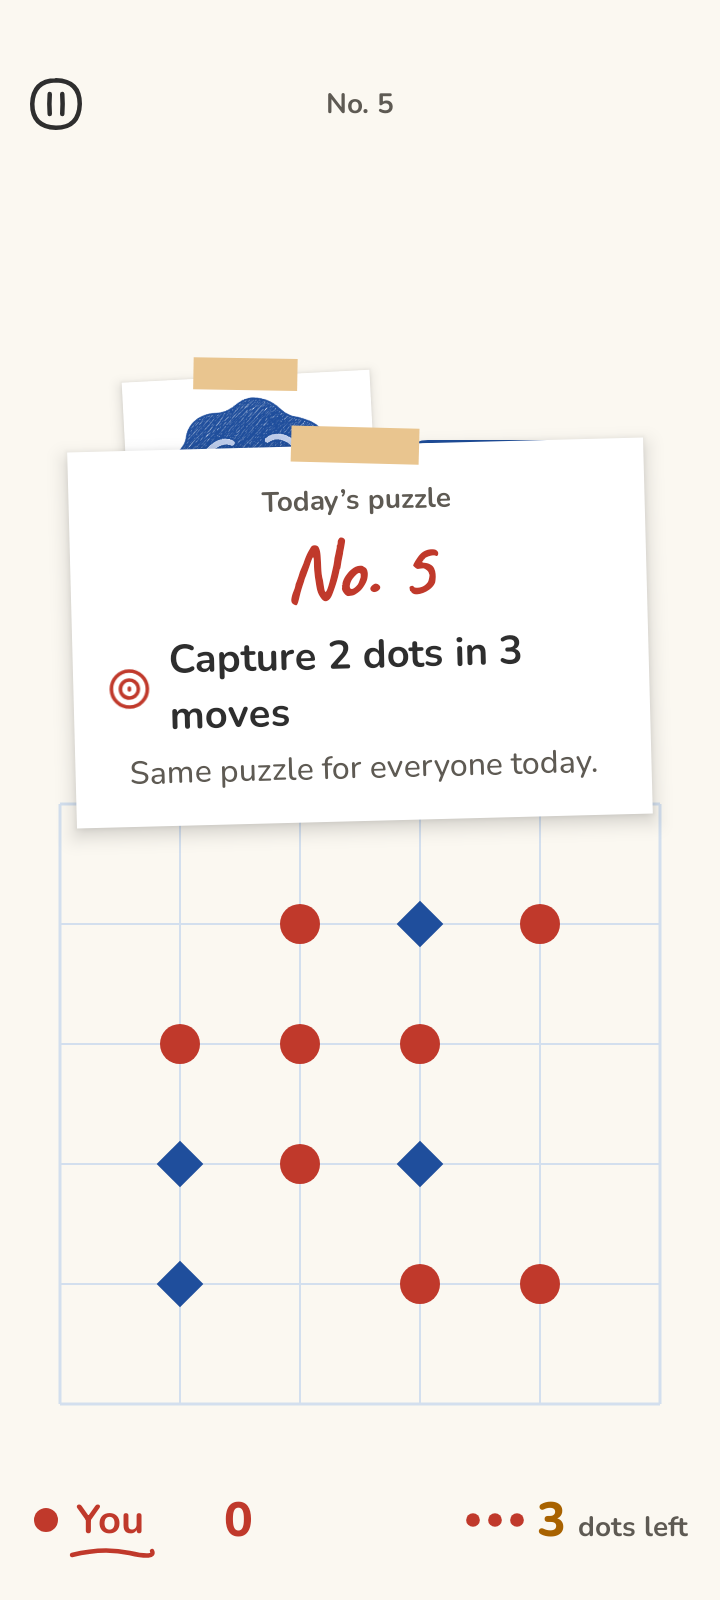 No. 5
Today’s puzzle
No. 5
Capture 2 dots in 3
moves
Same puzzle for everyone today.
You 0 3 dots left